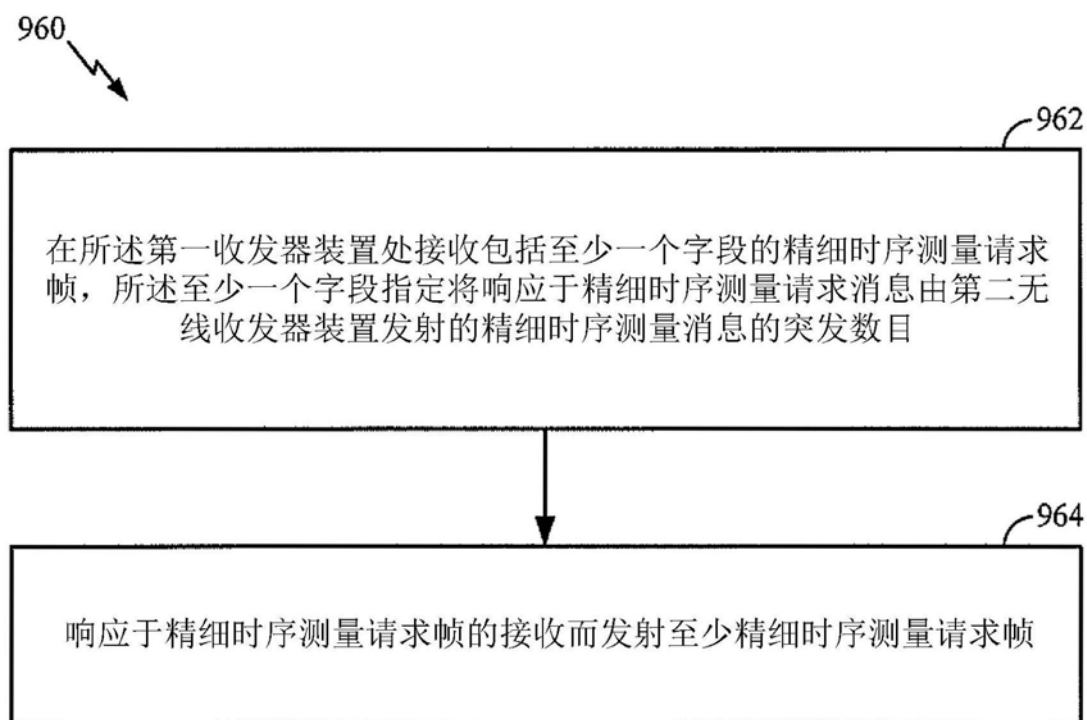 960
962
在所述第一收发器装置处接收包括至少一个字段的精细时序测量请求
帧，所述至少一个字段指定将响应于精细时序测量请求消息由第二无
线收发器装置发射的精细时序测量消息的突发数目
964
响应于精细时序测量请求帧的接收而发射至少精细时序测量请求帧